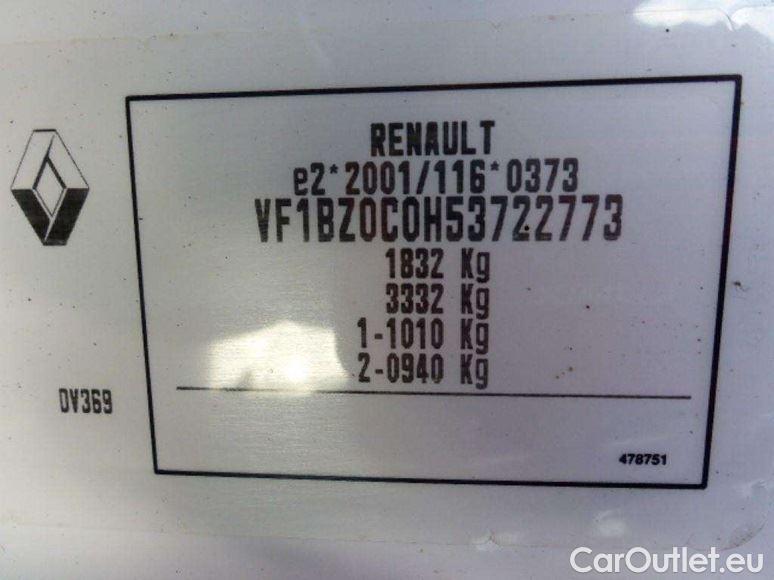 RENAULT
e2*2001/116*0373
VF1BZ0C0H53722773
1832 Kg
3332 Kg
1-1010 Kg
2-0940 Kg
DV369
478751
CarOutlet.eu